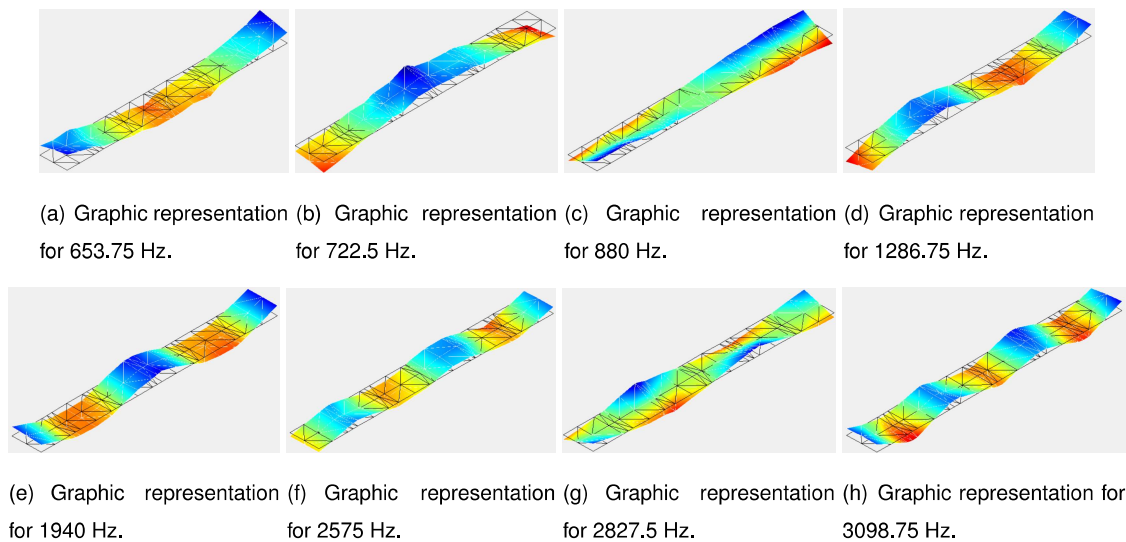 (a) Graphic representation
for 653.75 Hz.
(b) Graphic representation
for 722.5 Hz.
(c) Graphic representation
for 880 Hz.
(d) Graphic representation
for 1286.75 Hz.
(e) Graphic representation
for 1940 Hz.
(f) Graphic representation
for 2575 Hz.
(g) Graphic representation
for 2827.5 Hz.
(h) Graphic representation for
3098.75 Hz.